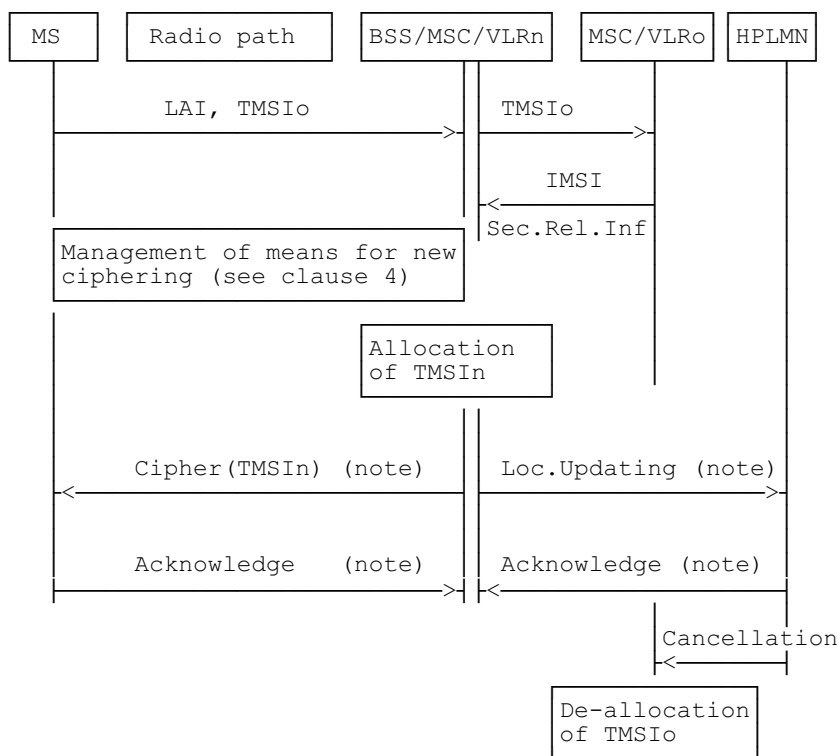 MS Radio path BSS/MSC/VLRn MSC/VLRo HPLMN
LAI, TMSIo TMSIo
IMSI
Sec.Rel.Inf
Management of means for new
ciphering (see clause 4)
Allocation
of TMSIn
Cipher(TMSIn) (note) Loc.Updating (note)
Acknowledge (note) Acknowledge (note)
Cancellation
De-allocation
of TMSIo